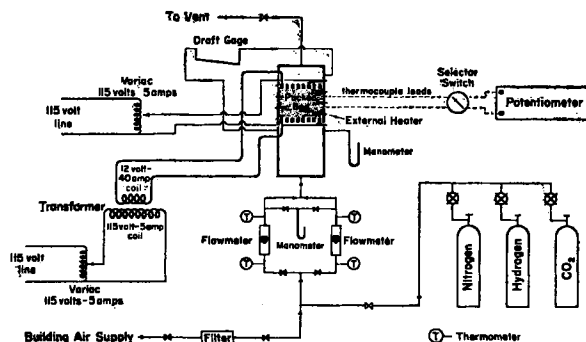 To Vent
Draft Gage
Variac
115 volts 5 amps
115 volt
line
Packed
Bed
thermocouple leads
Selector
Switch
Potentiometer
External Heater
Manometer
12 volt-
40 amp
coil
Transformer
115 volt-5 amp
coil
115 volt
line
Variac
115 volts-5 amps
T
T
Flowmeter
Manometer
Flowmeter
T
T
Nitrogen
Hydrogen
CO2
Building Air Supply
Filter
T - Thermometer